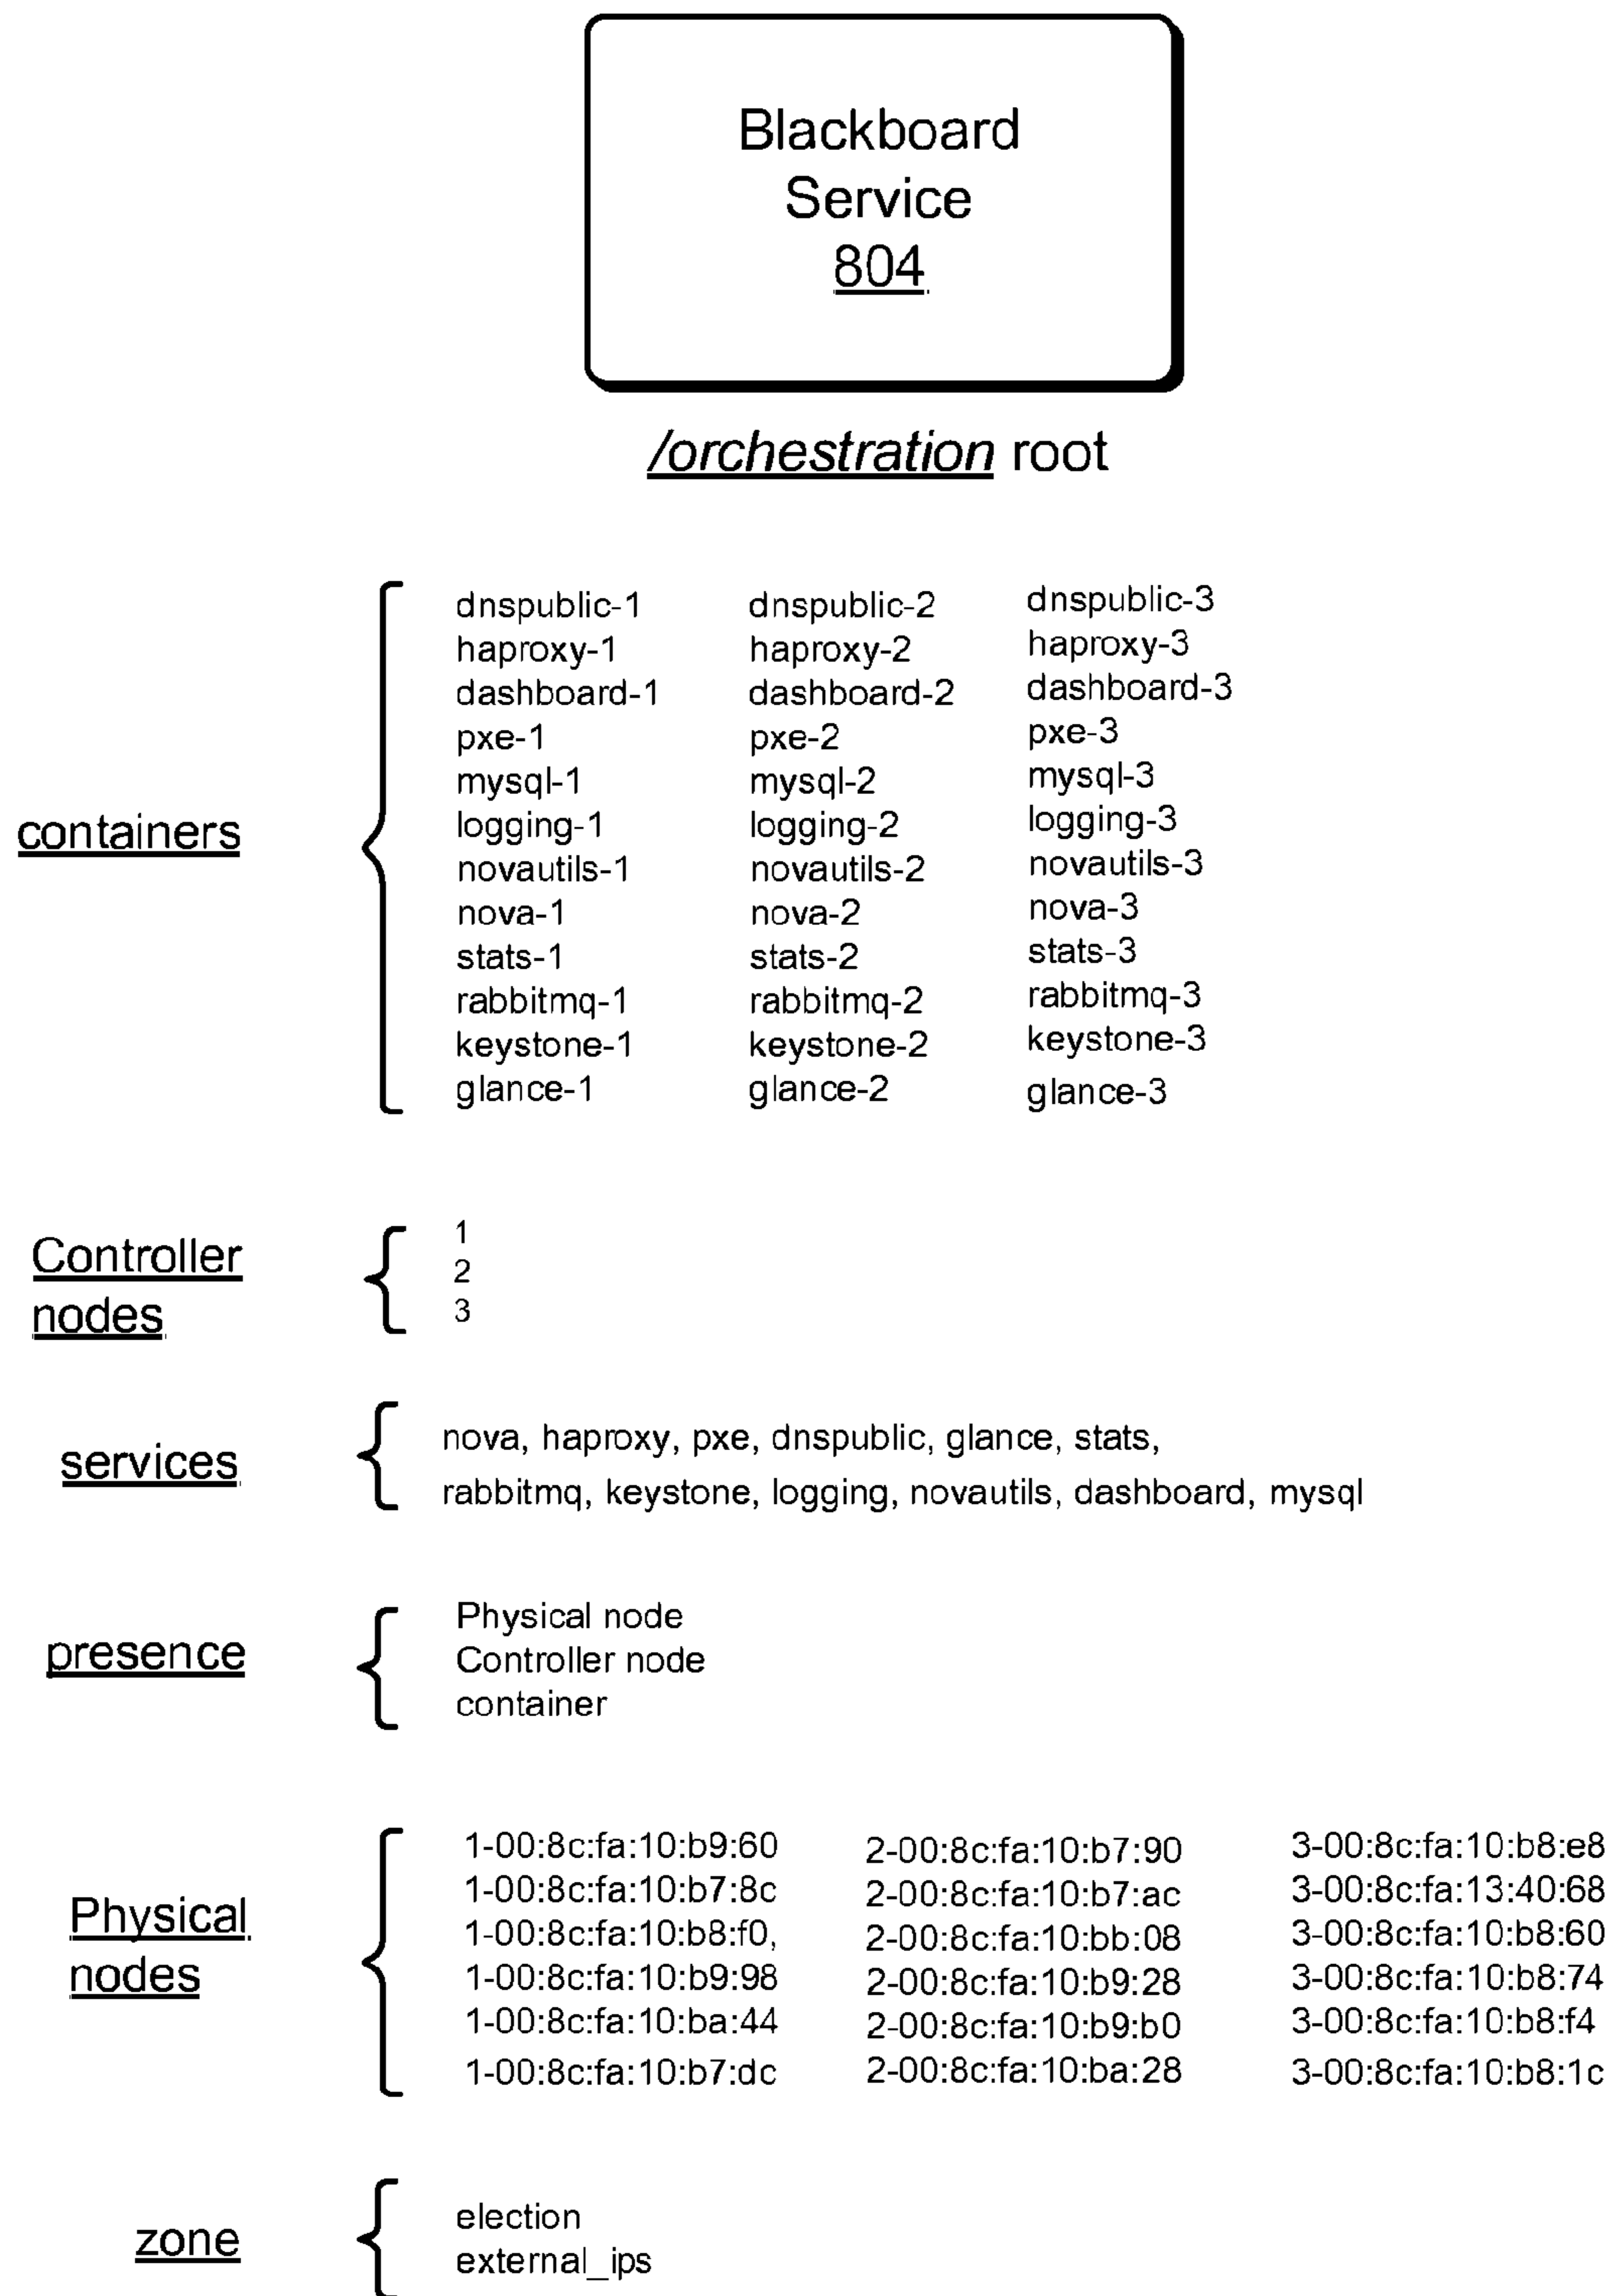 Blackboard
Service
804
/orchestration root
containers
dnspublic-1 dnspublic-2 dnspublic-3
haproxy-1 haproxy-2 haproxy-3
dashboard-1 dashboard-2 dashboard-3
pxe-1 pxe-2 pxe-3
mysql-1 mysql-2 mysql-3
logging-1 logging-2 logging-3
novautils-1 novautils-2 novautils-3
nova-1 nova-2 nova-3
stats-1 stats-2 stats-3
rabbitmq-1 rabbitmq-2 rabbitmq-3
keystone-1 keystone-2 keystone-3
glance-1 glance-2 glance-3
Controller
nodes
1
2
3
services
nova, haproxy, pxe, dnspublic, glance, stats,
rabbitmq, keystone, logging, novautils, dashboard, mysql
presence
Physical node
Controller node
container
Physical
nodes
1-00:8c:fa:10:b9:60 2-00:8c:fa:10:b7:90 3-00:8c:fa:10:b8:e8
1-00:8c:fa:10:b7:8c 2-00:8c:fa:10:b7:ac 3-00:8c:fa:13:40:68
1-00:8c:fa:10:b8:f0, 2-00:8c:fa:10:bb:08 3-00:8c:fa:10:b8:60
1-00:8c:fa:10:b9:98 2-00:8c:fa:10:b9:28 3-00:8c:fa:10:b8:74
1-00:8c:fa:10:ba:44 2-00:8c:fa:10:b9:b0 3-00:8c:fa:10:b8:f4
1-00:8c:fa:10:b7:dc 2-00:8c:fa:10:ba:28 3-00:8c:fa:10:b8:1c
zone
election
external_ips